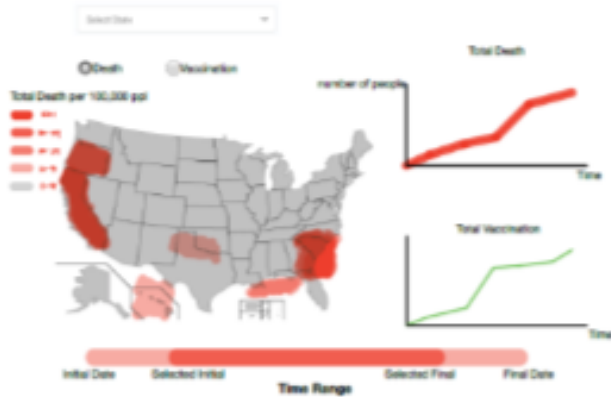 Select State
Death
Vaccination
Total Death per 100,000 ppl
Total Death
number of people
Time
Total Vaccination
Time
Initial Date
Selected Initial
Selected Final
Final Date
Time Range